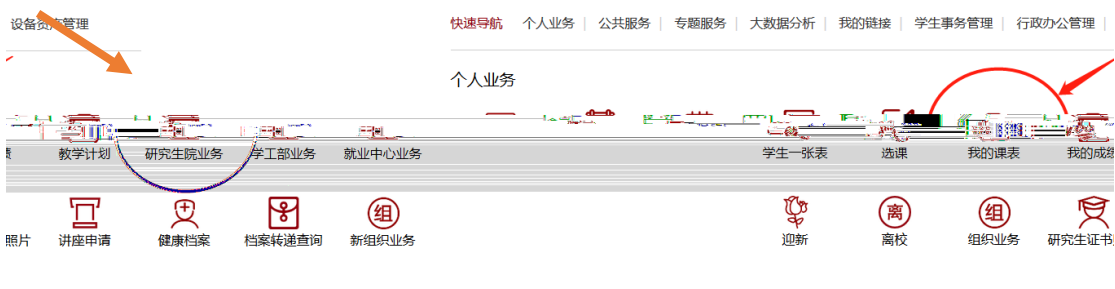 设备资产管理
快速导航 个人业务 | 公共服务 | 专题服务 | 大数据分析 | 我的链接 | 学生事务管理 | 行政办公管理 |
个人业务
教学计划 研究生院业务 学工部业务 就业中心业务 学生一张表 选课 我的课表 我的成绩
组 离 组
照片 讲座申请 健康档案 档案转递查询 新组织业务 迎新 离校 组织业务 研究生证书